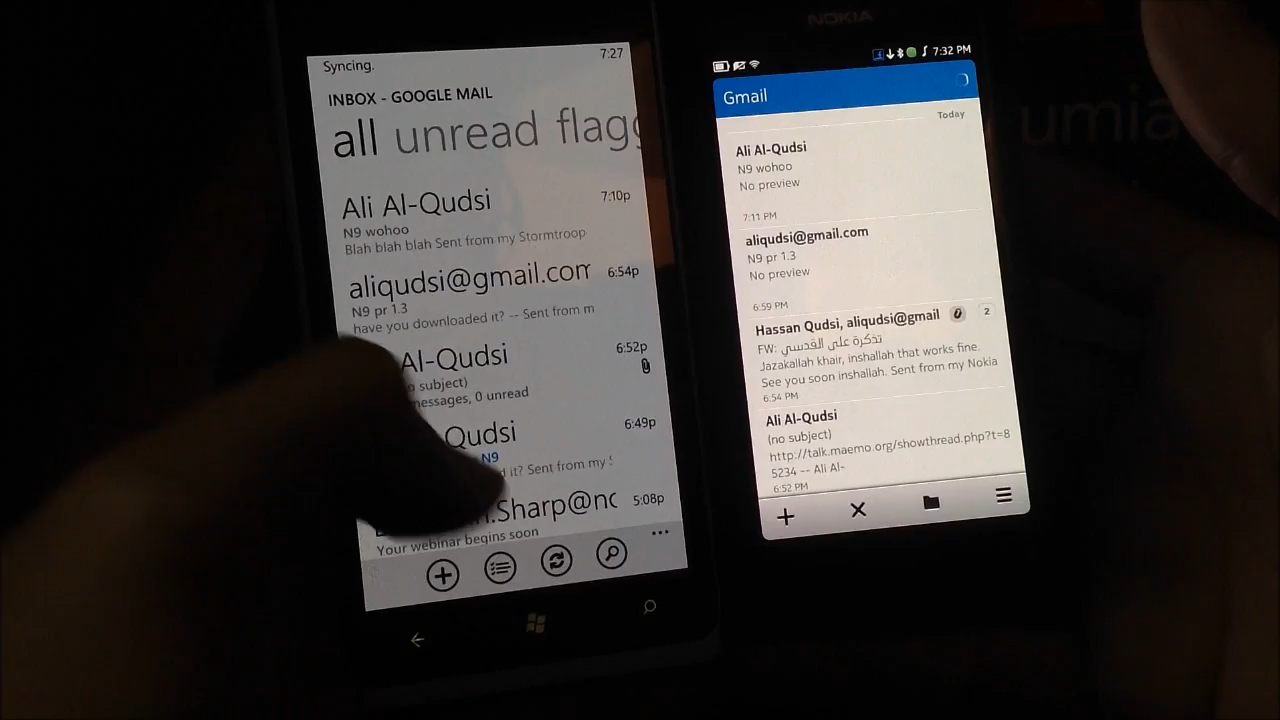 Syncing.
7:27
INBOX - GOOGLE MAIL
all unread flagg
Ali Al-Qudsi
7:10p
N9 wohoo
Blah blah blah Sent from my Stormtroop
aliqudsi@gmail.com
6:54p
N9 pr 1.3
have you downloaded it? -- Sent from m
Al-Qudsi
6:52p
subject)
messages, 0 unread
Qudsi
6:49p
N9
it? Sent from my S
.Sharp@no
5:08p
Your webinar begins soon
NOKIA
7:32 PM
Gmail
Today
Ali Al-Qudsi
N9 wohoo
No preview
7:11 PM
aliqudsi@gmail.com
N9 pr 1.3
No preview
6:59 PM
Hassan Qudsi, aliqudsi@gmail
2
FW: تذكرة علي القدسي
Jazakallah khair, inshallah that works fine.
See you soon inshallah. Sent from my Nokia
6:54 PM
Ali Al-Qudsi
(no subject)
http://talk.maemo.org/showthread.php?t=8
5234 -- Ali Al-
6:52 PM
umia